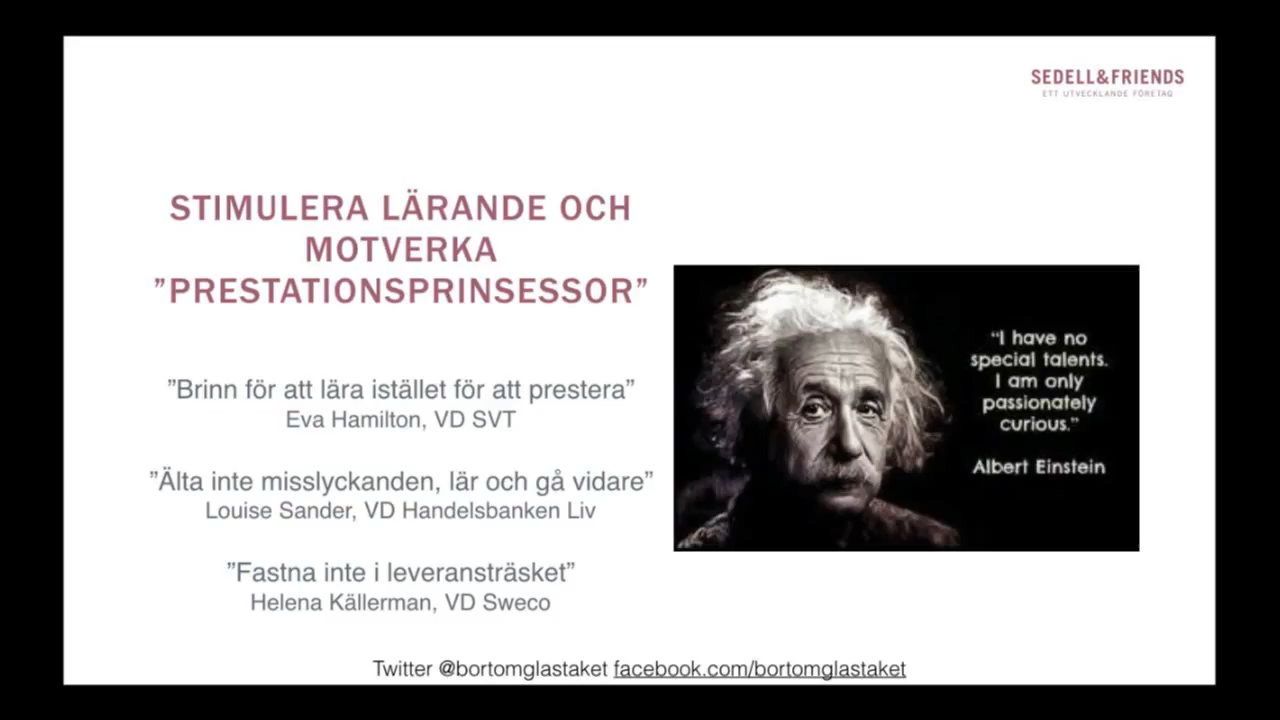 SEDELL&FRIENDS
ETT UTVECKLANDE FÖRETAG
STIMULERA LÄRANDE OCH
MOTVERKA
”PRESTATIONSPRINSESSOR”
”Brinn för att lära istället för att prestera”
Eva Hamilton, VD SVT
”Älta inte misslyckanden, lär och gå vidare”
Louise Sander, VD Handelsbanken Liv
”Fastna inte i leveransträsket”
Helena Källerman, VD Sweco
“I have no
special talents.
I am only
passionately
curious.”
Albert Einstein
Twitter @bortomglastaket facebook.com/bortomglastaket